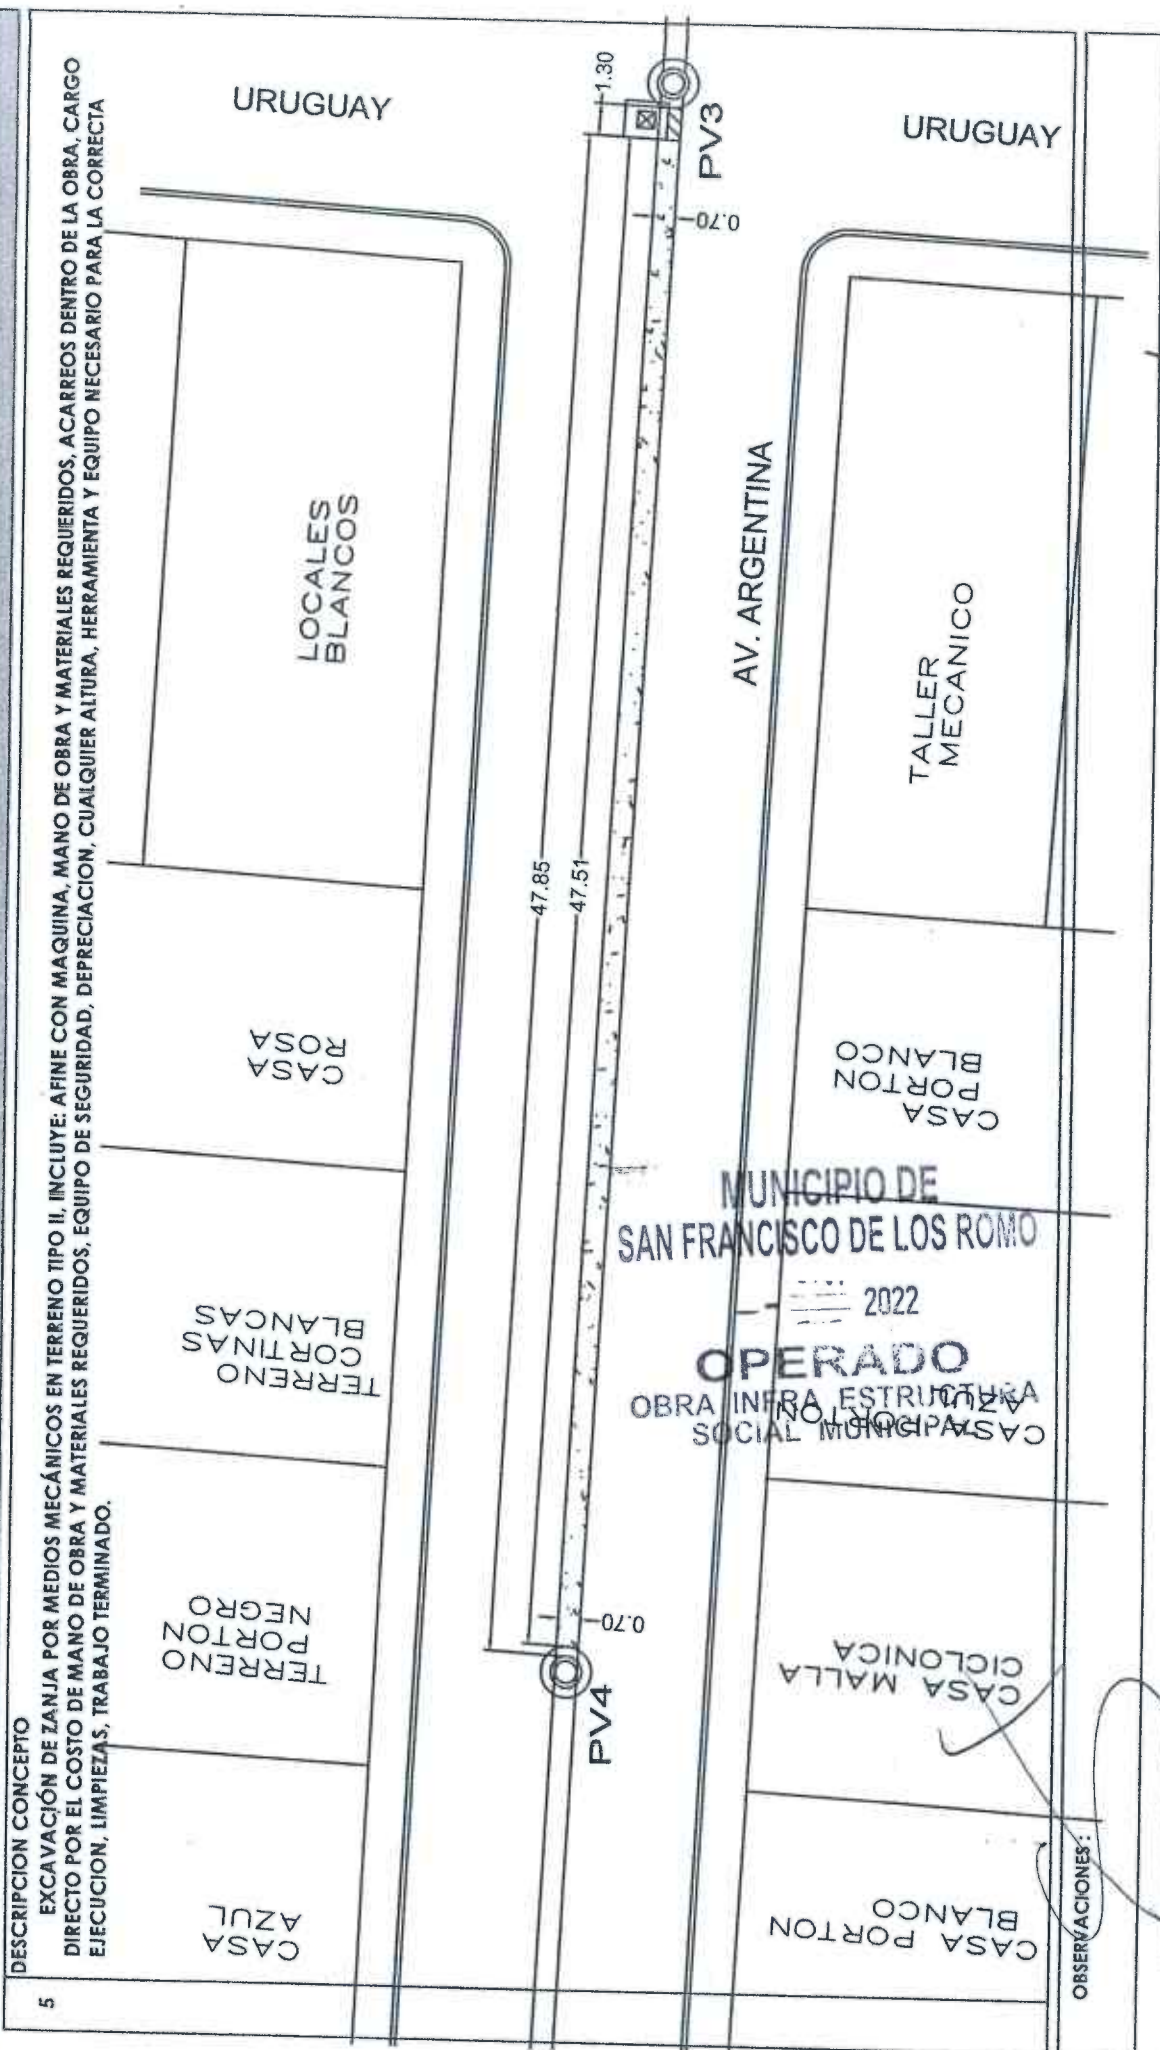 DESCRIPCION CONCEPTO
5
EXCAVACIÓN DE ZANJA POR MEDIOS MECÁNICOS EN TERRENO TIPO II, INCLUYE: AFINE CON MAQUINA, MANO DE OBRA Y MATERIALES REQUERIDOS, ACARREOS DENTRO DE LA OBRA, CARGO
DIRECTO POR EL COSTO DE MANO DE OBRA Y MATERIALES REQUERIDOS, EQUIPO DE SEGURIDAD, DEPRECIACION, CUALQUIER ALTURA, HERRAMIENTA Y EQUIPO NECESARIO PARA LA CORRECTA
EJECUCION, LIMPIEZAS, TRABAJO TERMINADO.
CASA
AZUL
TERRENO
PORTON
NEGRO
TERRENO
CORTINAS
BLANCAS
CASA
ROSA
LOCALES
BLANCOS
URUGUAY
47.85
47.51
1.30
0.70
0.70
PV4
PV3
AV. ARGENTINA
URUGUAY
CASA PORTON
BLANCO
CASA MALLA
CICLONICA
CASA PORTON
AZUL
CASA
PORTON
BLANCO
TALLER
MECANICO
MUNICIPIO DE
SAN FRANCISCO DE LOS ROMO
2022
OPERADO
OBRA INFRA ESTRUCTURA
SOCIAL MUNICIPAL
OBSERVACIONES: